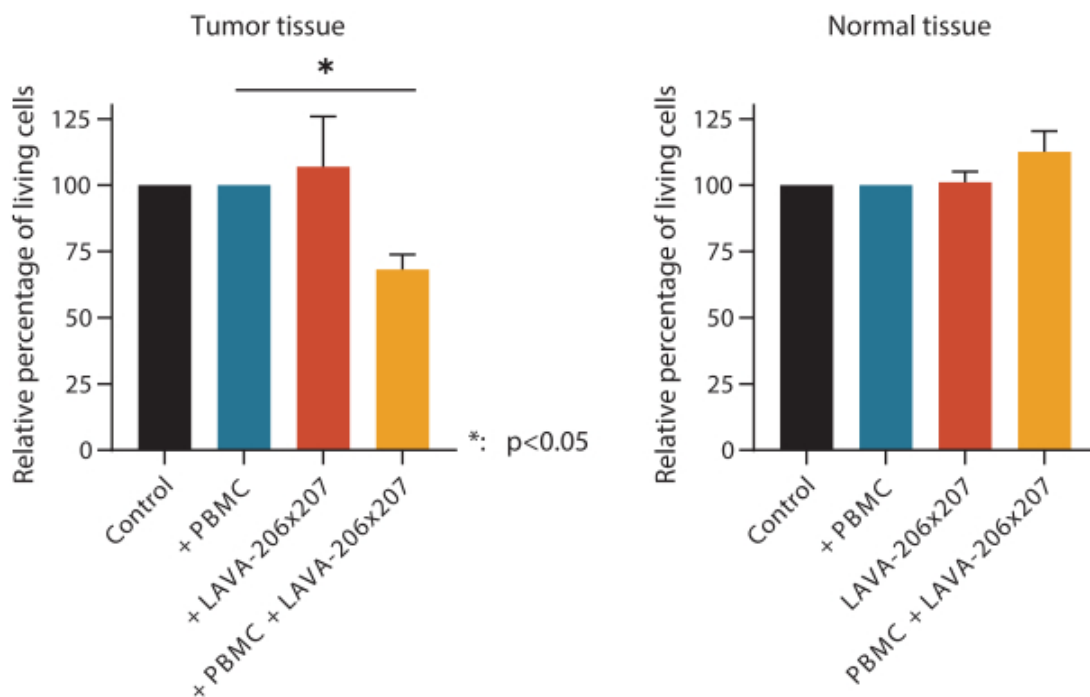 Tumor tissue
*
Relative percentage of living cells
125
100
75
50
25
0
Control
+ PBMC
+ LAVA-206x207
+ PBMC + LAVA-206x207
*: p<0.05
Normal tissue
Relative percentage of living cells
125
100
75
50
25
0
Control
+ PBMC
LAVA-206x207
PBMC + LAVA-206x207